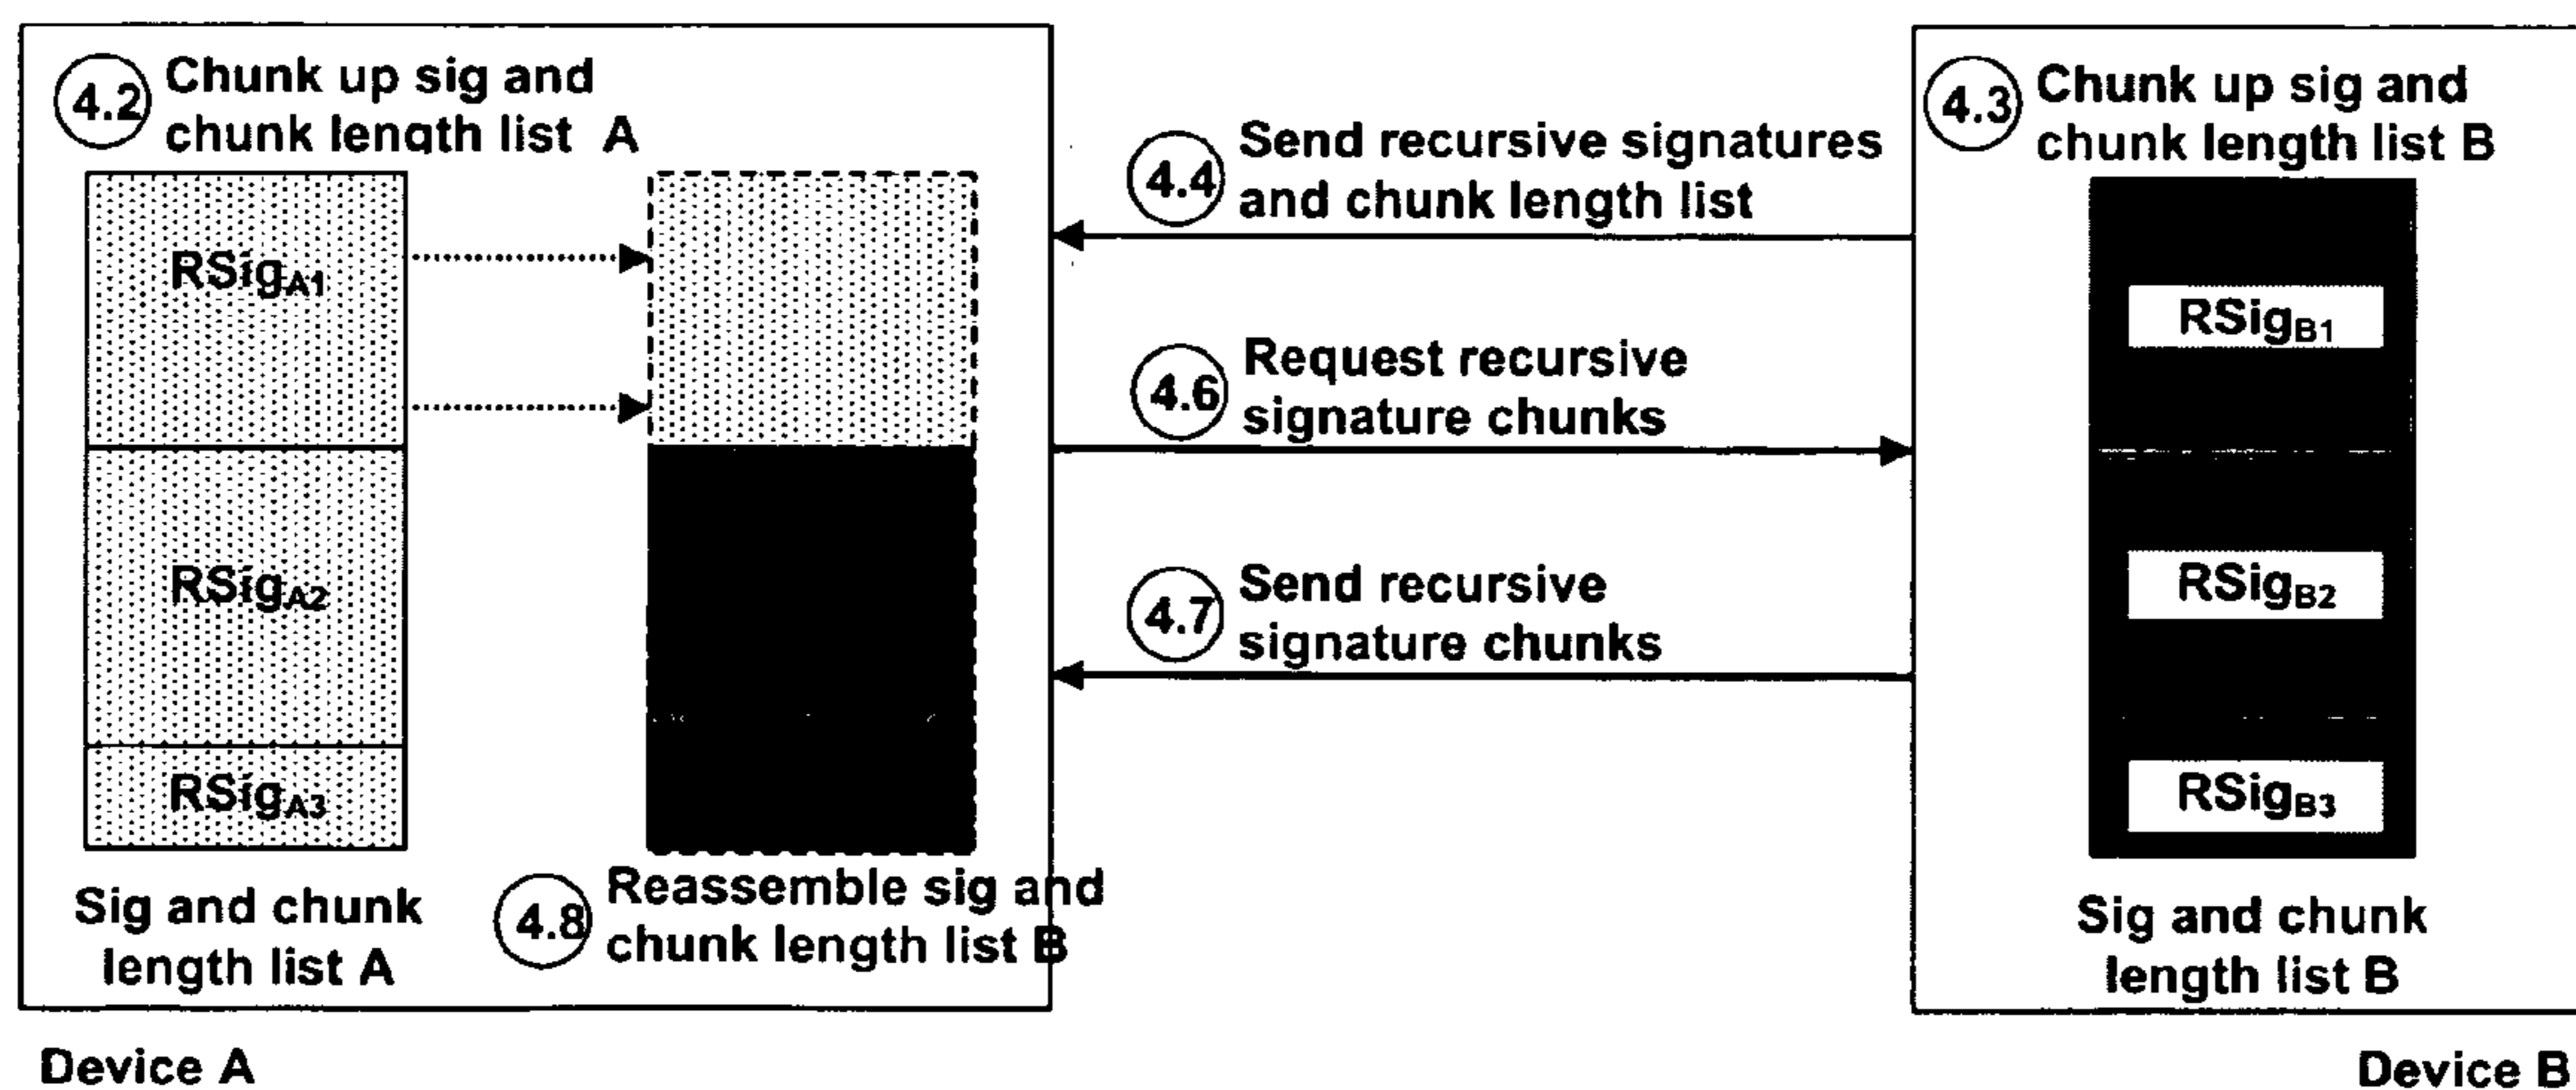 4.2 Chunk up sig and
chunk length list A
RSigA1
RSigA2
RSigA3
Sig and chunk
length list A
4.8 Reassemble sig and
chunk length list B
Device A
4.4 Send recursive signatures
and chunk length list
4.6 Request recursive
signature chunks
4.7 Send recursive
signature chunks
4.3 Chunk up sig and
chunk length list B
RSigB1
RSigB2
RSigB3
Sig and chunk
length list B
Device B